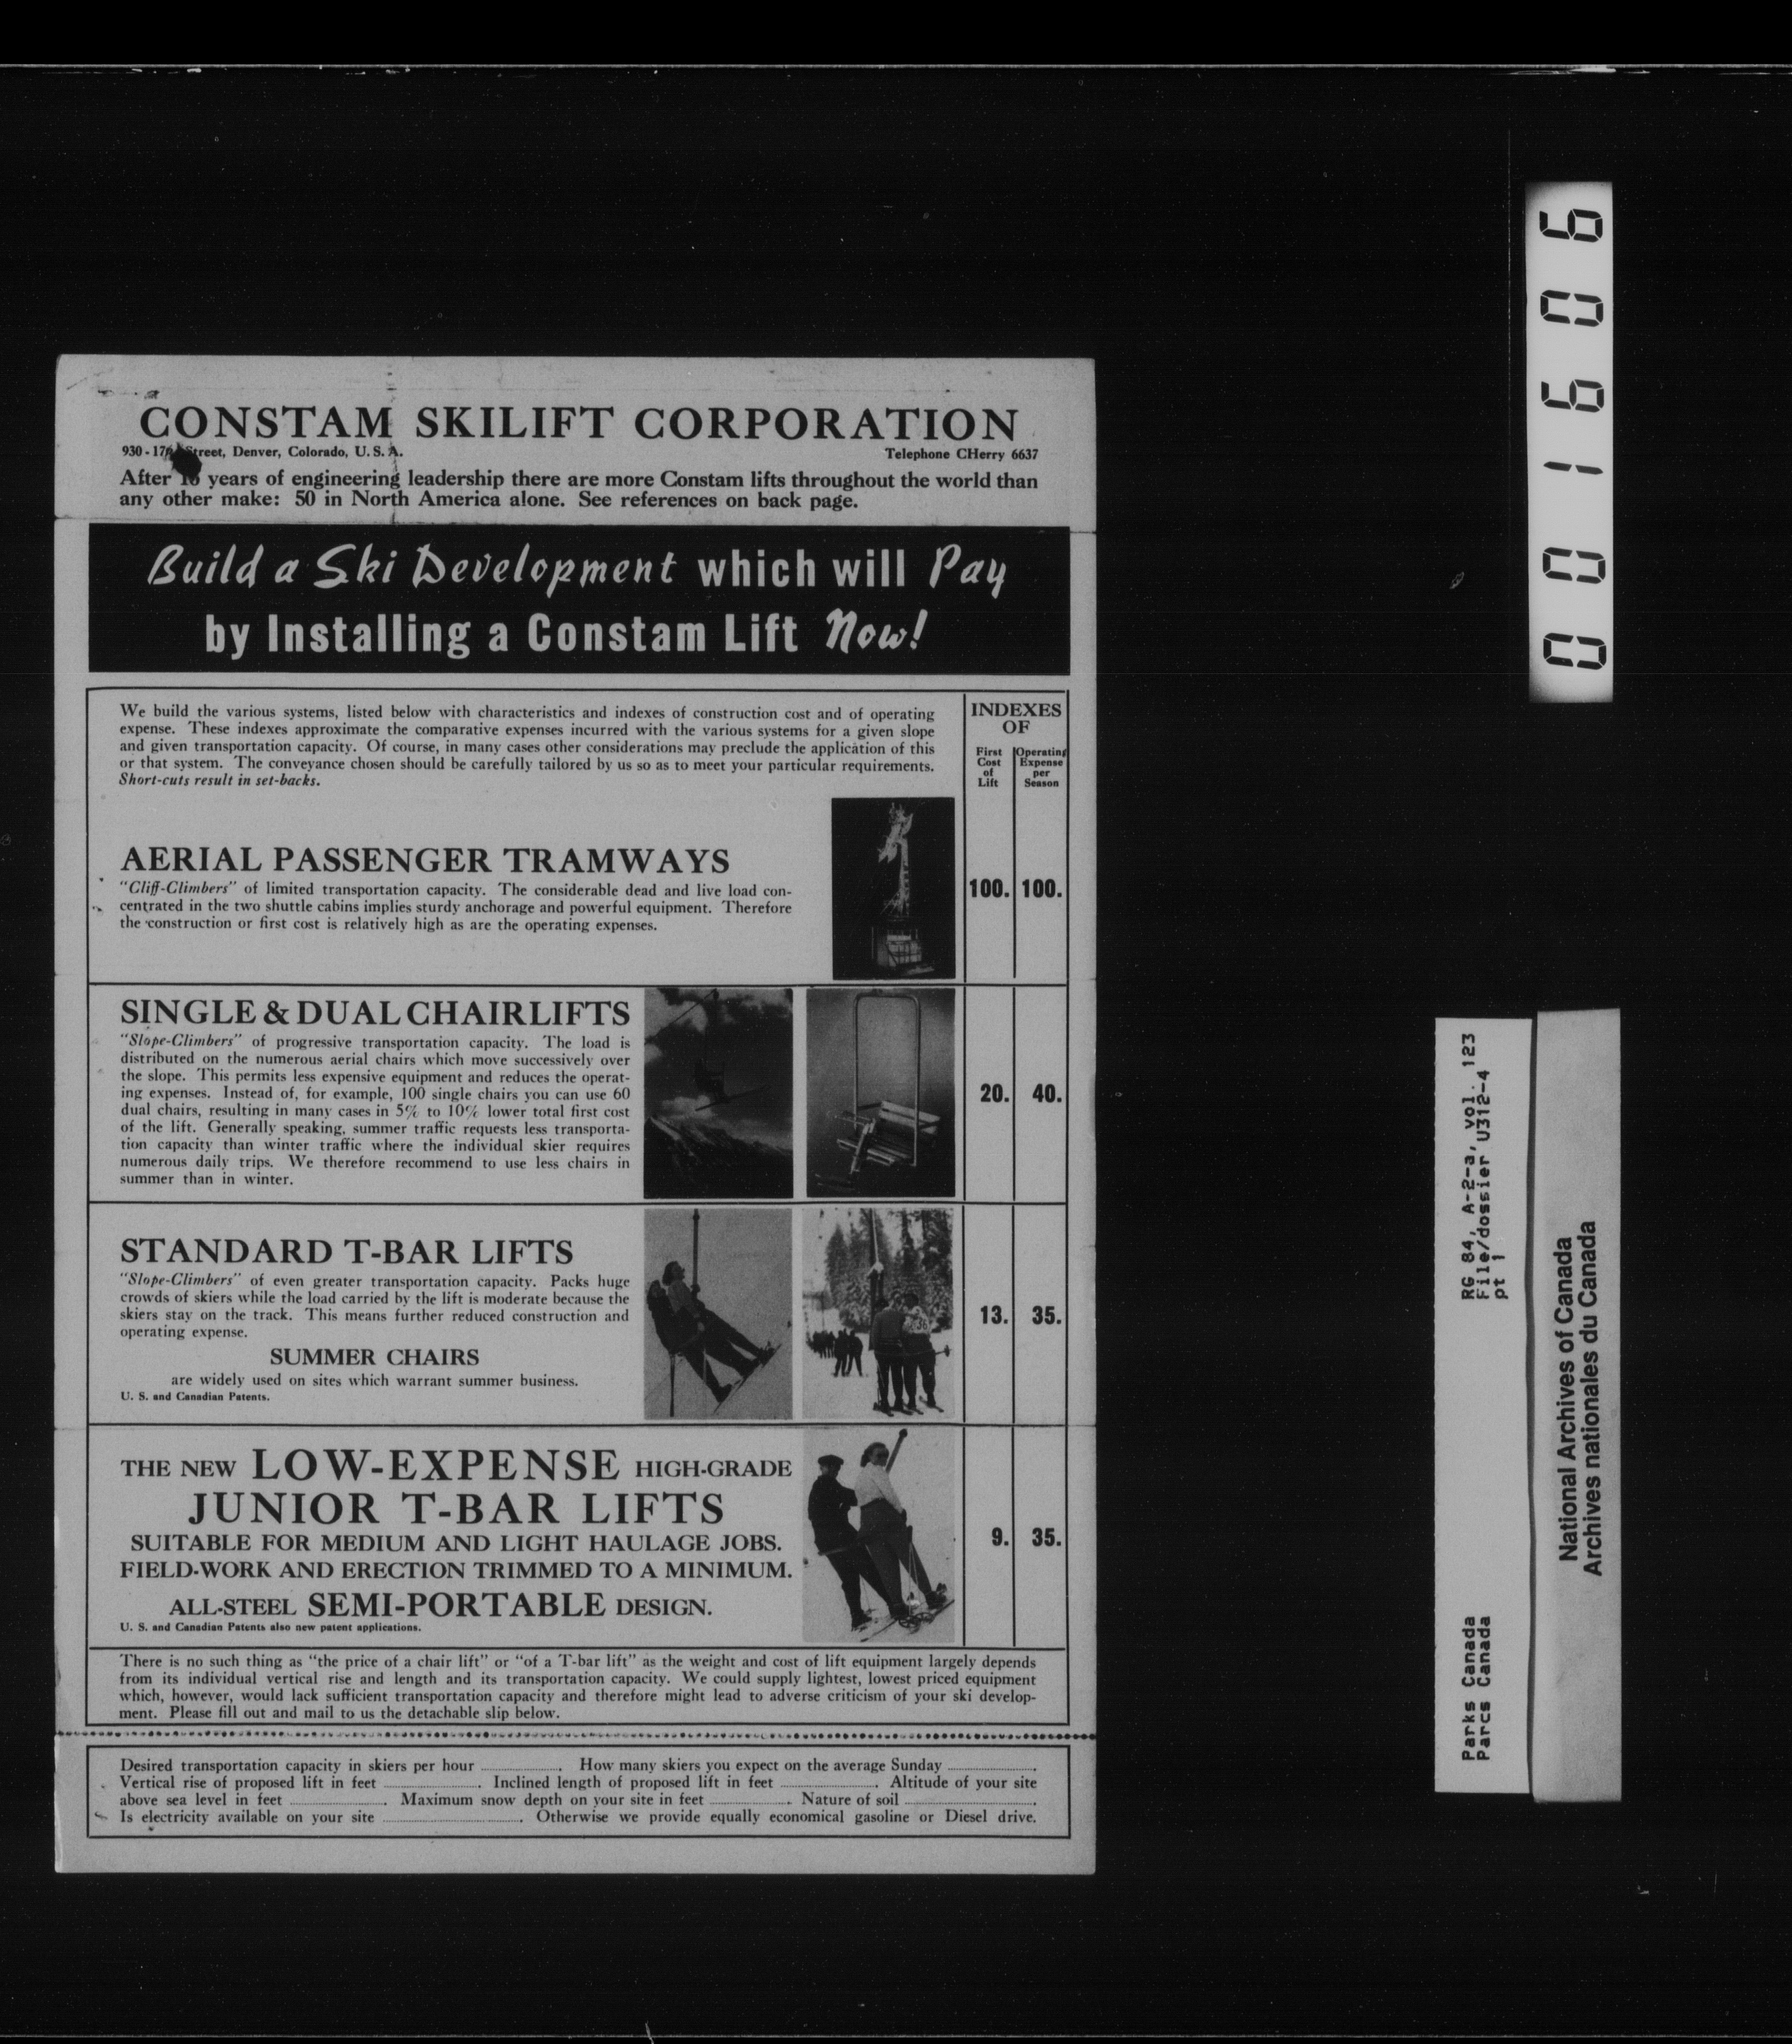 CONSTAM SKILIFT CORPORATION
930 - 17 Street, Denver, Colorado, U. S. A. Telephone CHerry 6637
After years of engineering leadership there are more Constam lifts throughout the world than
any other make: 50 in North America alone. See references on back page.
Build a Ski Development which will Pay
by Installing a Constam Lift Now!
We build the various systems, listed below with characteristics and indexes of construction cost and of operating
expense. These indexes approximate the comparative expenses incurred with the various systems for a given slope
and given transportation capacity. Of course, in many cases other considerations may preclude the application of this
or that system. The conveyance chosen should be carefully tailored by us so as to meet your particular requirements.
Short-cuts result in set-backs.
INDEXES
OF
First
Cost
of
Lift
Operating
Expense
per
Season
AERIAL PASSENGER TRAMWAYS
"Cliff-Climbers" of limited transportation capacity. The considerable dead and live load con-
centrated in the two shuttle cabins implies sturdy anchorage and powerful equipment. Therefore
the construction or first cost is relatively high as are the operating expenses.
100. 100.
SINGLE & DUAL CHAIRLIFTS
"Slope-Climbers" of progressive transportation capacity. The load is
distributed on the numerous aerial chairs which move successively over
the slope. This permits less expensive equipment and reduces the operat-
ing expenses. Instead of, for example, 100 single chairs you can use 60
dual chairs, resulting in many cases in 5% to 10% lower total first cost
of the lift. Generally speaking, summer traffic requests less transporta-
tion capacity than winter traffic where the individual skier requires
numerous daily trips. We therefore recommend to use less chairs in
summer than in winter.
20. 40.
STANDARD T-BAR LIFTS
"Slope-Climbers" of even greater transportation capacity. Packs huge
crowds of skiers while the load carried by the lift is moderate because the
skiers stay on the track. This means further reduced construction and
operating expense.
SUMMER CHAIRS
are widely used on sites which warrant summer business.
U. S. and Canadian Patents.
36
13. 35.
THE NEW LOW-EXPENSE HIGH-GRADE
JUNIOR T-BAR LIFTS
SUITABLE FOR MEDIUM AND LIGHT HAULAGE JOBS.
FIELD-WORK AND ERECTION TRIMMED TO A MINIMUM.
ALL-STEEL SEMI-PORTABLE DESIGN.
U. S. and Canadian Patents also new patent applications.
9. 35.
There is no such thing as "the price of a chair lift" or "of a T-bar lift" as the weight and cost of lift equipment largely depends
from its individual vertical rise and length and its transportation capacity. We could supply lightest, lowest priced equipment
which, however, would lack sufficient transportation capacity and therefore might lead to adverse criticism of your ski develop-
ment. Please fill out and mail to us the detachable slip below.
Desired transportation capacity in skiers per hour ................ . How many skiers you expect on the average Sunday ................ .
Vertical rise of proposed lift in feet ................ . Inclined length of proposed lift in feet ................ . Altitude of your site
above sea level in feet ................ . Maximum snow depth on your site in feet ................ . Nature of soil ................ .
Is electricity available on your site ................ . Otherwise we provide equally economical gasoline or Diesel drive.
001606
RG 84, A-2-a, vol. 123
File/dossier U312-4
pt 1
Parks Canada
Parcs Canada
National Archives of Canada
Archives nationales du Canada